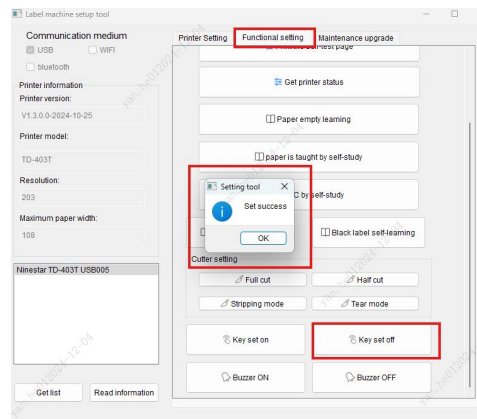 Label machine setup tool
Communication medium
USB
WIFI
bluetooth
Printer information
Printer version:
V1.3.0.0-2024-10-25
Printer model:
TD-403T
Resolution:
203
Maximum paper width:
108
Ninestar TD-403T USB005
Get list
Read information
Printer Setting
Functional setting
Maintenance upgrade
self-test page
Get printer status
Paper empty learning
paper is taught by self-study
C by self-study
Setting tool
Set success
OK
Black label self-learning
Cutter setting
Full cut
Half cut
Stripping mode
Tear mode
Key set on
Key set off
Buzzer ON
Buzzer OFF